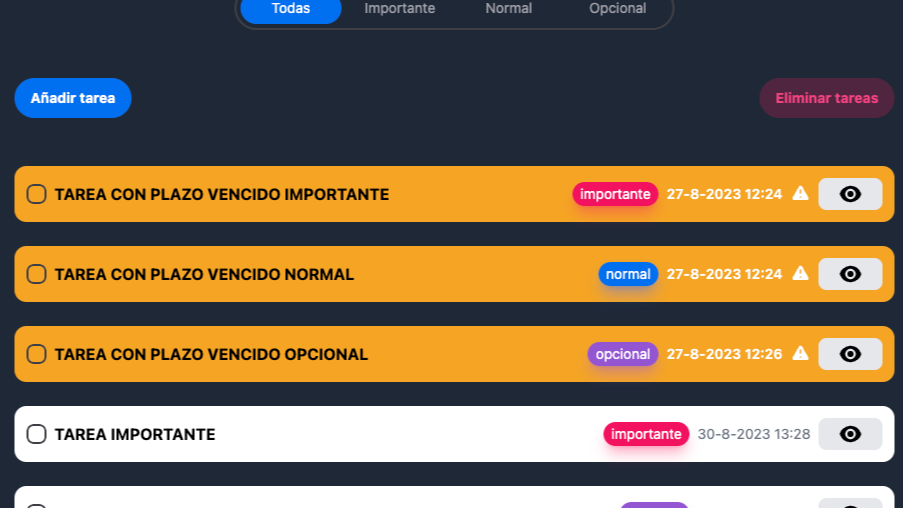 Todas Importante Normal Opcional
Añadir tarea Eliminar tareas
TAREA CON PLAZO VENCIDO IMPORTANTE importante 27-8-2023 12:24
TAREA CON PLAZO VENCIDO NORMAL normal 27-8-2023 12:24
TAREA CON PLAZO VENCIDO OPCIONAL opcional 27-8-2023 12:26
TAREA IMPORTANTE importante 30-8-2023 13:28